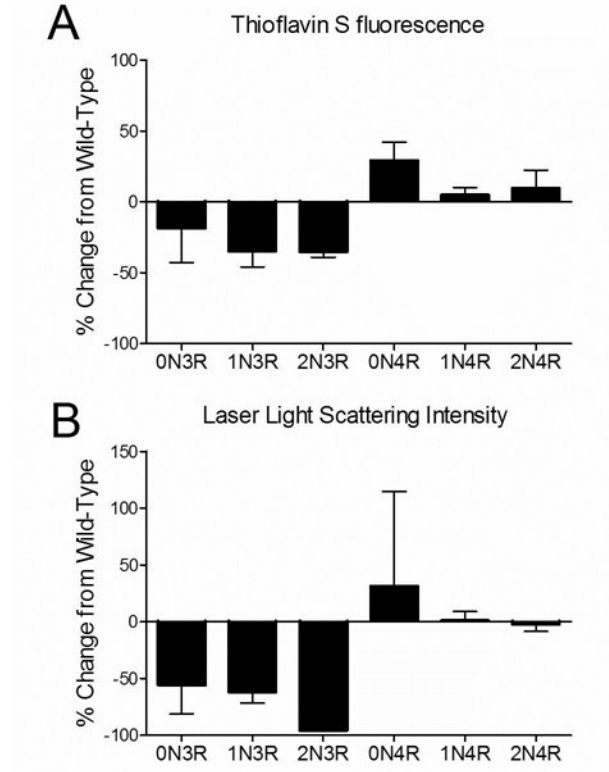 A
Thioflavin S fluorescence
% Change from Wild-Type
100
50
0
-50
-100
0N3R 1N3R 2N3R 0N4R 1N4R 2N4R
B
Laser Light Scattering Intensity
% Change from Wild-Type
150
100
50
0
-50
-100
0N3R 1N3R 2N3R 0N4R 1N4R 2N4R